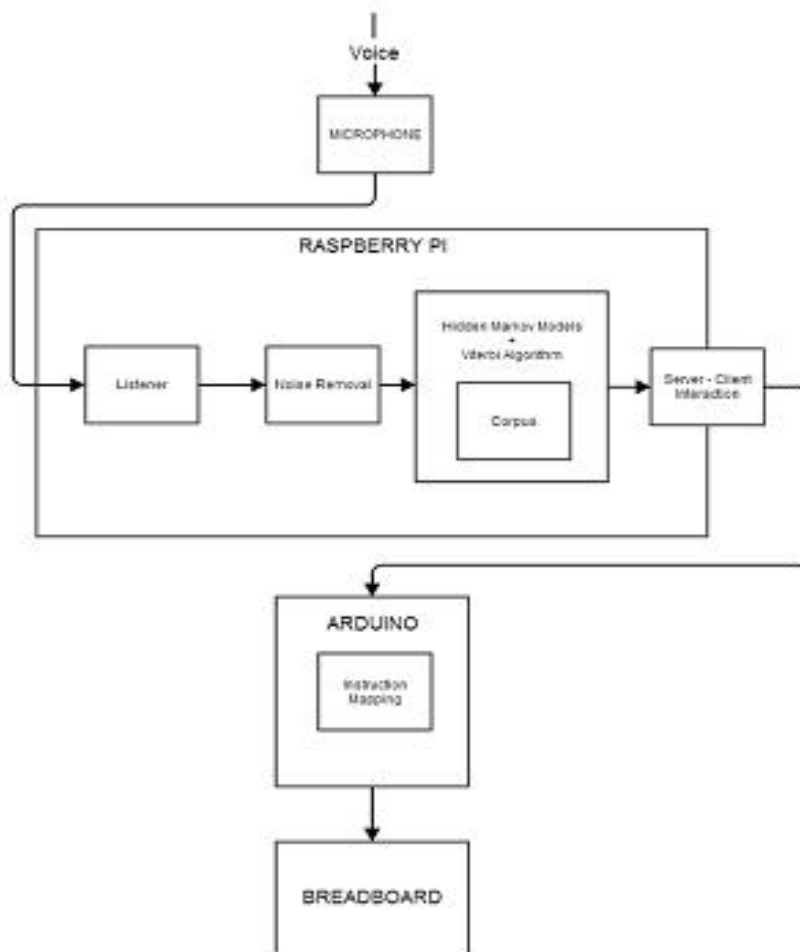 Voice
MICROPHONE
RASPBERRY PI
Hidden Markov Models
+
Viterbi Algorithm
Listener
Noise Removal
Corpus
Server - Client
Interaction
ARDUINO
Instruction
Mapping
BREADBOARD